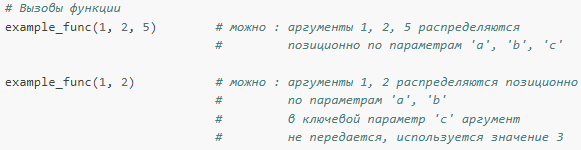 # Вызовы функции
example_func(1, 2, 5) # можно : аргументы 1, 2, 5 распределяются
# позиционно по параметрам 'a', 'b', 'c'
example_func(1, 2) # можно : аргументы 1, 2 распределяются позиционно
# по параметрам 'a', 'b'
# в ключевой параметр 'c' аргумент
# не передается, используется значение 3